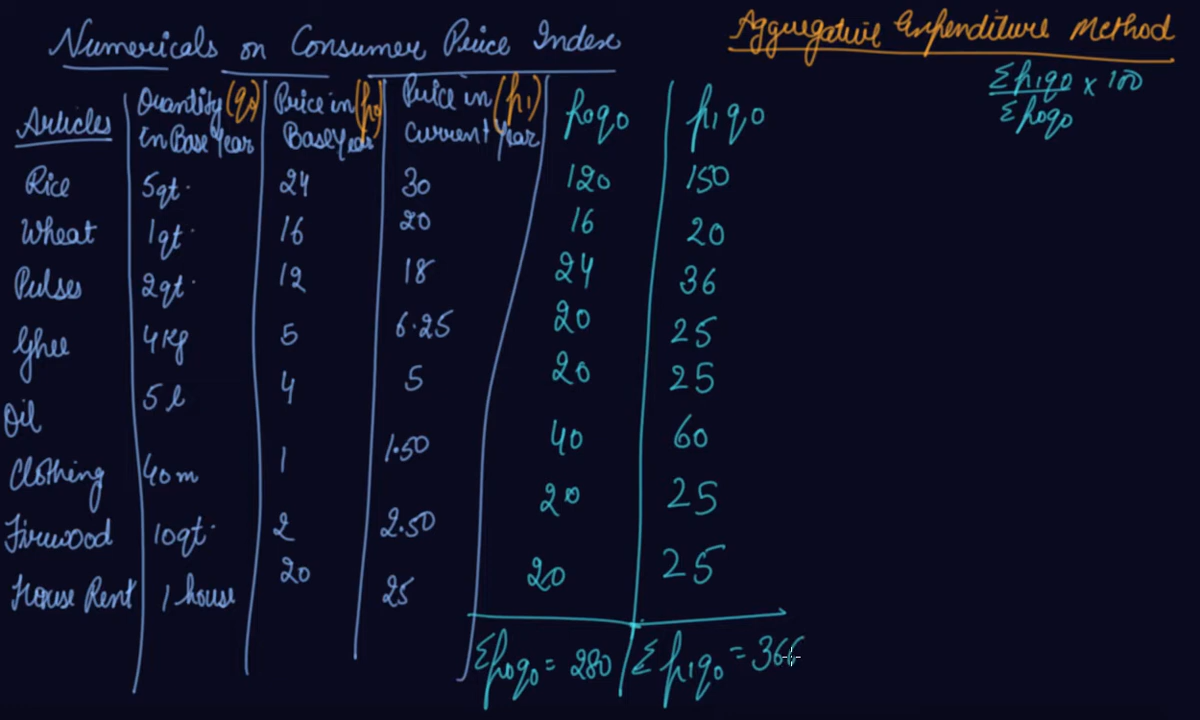 Numericals on Consumer Price Index
Aggregative Expenditure Method
Σp₁q₀ / Σp₀q₀ × 100
Articles | Quantity (q₀) In Base Year | Price in (p₀) Base Year | Price in (p₁) Current Year | p₀q₀ | p₁q₀
Rice 5qt. 24 30 120 150
Wheat 1qt. 16 20 16 20
Pulses 2qt. 12 18 24 36
Ghee 4Kg 5 6.25 20 25
Oil 5l 4 5 20 25
Clothing 40m 1 1.50 40 60
Firewood 10qt. 2 2.50 20 25
House Rent 1 house 20 25 20 25
Σp₀q₀ = 280 | Σp₁q₀ = 366